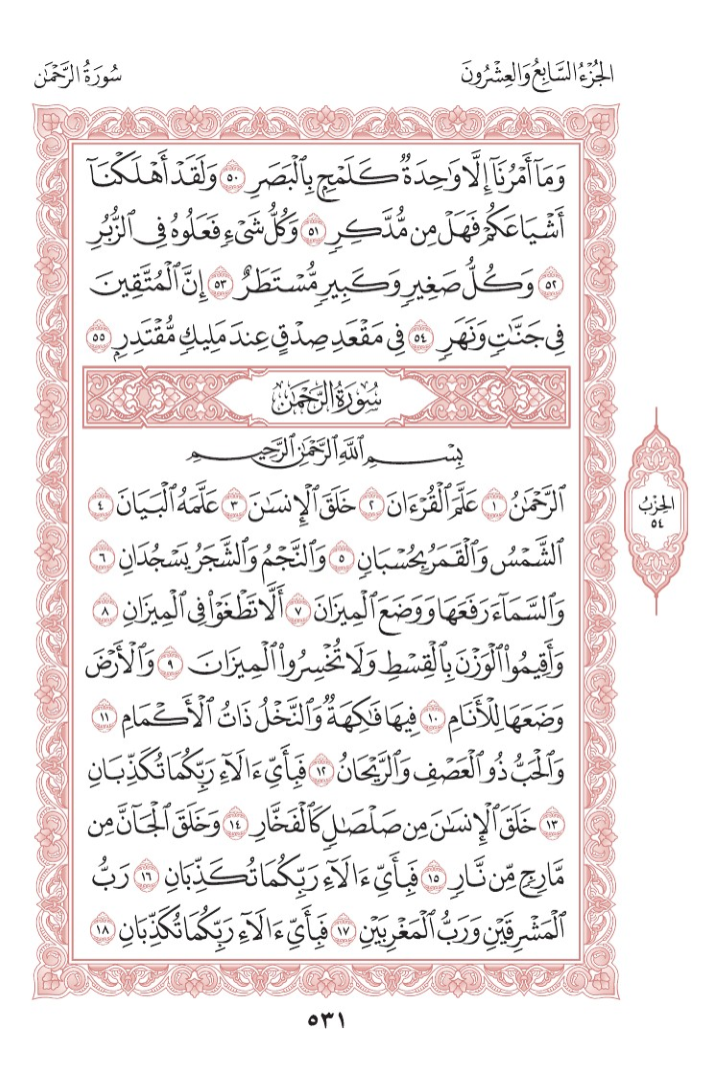 الجُزْءُ السَّابِعُ وَالعِشْرُونَ
سُورَةُ الرَّحْمَٰن
وَمَآ أَمْرُنَآ إِلَّا وَٰحِدَةٌ كَلَمْحِۭ بِٱلْبَصَرِ ٥٠ وَلَقَدْ أَهْلَكْنَآ
أَشْيَاعَكُمْ فَهَلْ مِن مُّدَّكِرٍ ٥١ وَكُلُّ شَىْءٍ فَعَلُوهُ فِى ٱلزُّبُرِ
٥٢ وَكُلُّ صَغِيرٍ وَكَبِيرٍ مُّسْتَطَرٌ ٥٣ إِنَّ ٱلْمُتَّقِينَ
فِى جَنَّٰتٍ وَنَهَرٍ ٥٤ فِى مَقْعَدِ صِدْقٍ عِندَ مَلِيكٍ مُّقْتَدِرٍۭ ٥٥
سُورَةُ الرَّحْمَٰن
بِسْمِ ٱللَّهِ ٱلرَّحْمَٰنِ ٱلرَّحِيمِ
ٱلرَّحْمَٰنُ ١ عَلَّمَ ٱلْقُرْءَانَ ٢ خَلَقَ ٱلْإِنسَٰنَ ٣ عَلَّمَهُ ٱلْبَيَانَ ٤
ٱلشَّمْسُ وَٱلْقَمَرُ بِحُسْبَانٍ ٥ وَٱلنَّجْمُ وَٱلشَّجَرُ يَسْجُدَانِ ٦
وَٱلسَّمَآءَ رَفَعَهَا وَوَضَعَ ٱلْمِيزَانَ ٧ أَلَّا تَطْغَوْا۟ فِى ٱلْمِيزَانِ ٨
وَأَقِيمُوا۟ ٱلْوَزْنَ بِٱلْقِسْطِ وَلَا تُخْسِرُوا۟ ٱلْمِيزَانَ ٩ وَٱلْأَرْضَ
وَضَعَهَا لِلْأَنَامِ ١٠ فِيهَا فَٰكِهَةٌ وَٱلنَّخْلُ ذَاتُ ٱلْأَكْمَامِ ١١
وَٱلْحَبُّ ذُو ٱلْعَصْفِ وَٱلرَّيْحَانُ ١٢ فَبِأَىِّ ءَالَآءِ رَبِّكُمَا تُكَذِّبَانِ
١٣ خَلَقَ ٱلْإِنسَٰنَ مِن صَلْصَٰلٍ كَٱلْفَخَّارِ ١٤ وَخَلَقَ ٱلْجَآنَّ مِن
مَّارِجٍ مِّن نَّارٍ ١٥ فَبِأَىِّ ءَالَآءِ رَبِّكُمَا تُكَذِّبَانِ ١٦ رَبُّ
ٱلْمَشْرِقَيْنِ وَرَبُّ ٱلْمَغْرِبَيْنِ ١٧ فَبِأَىِّ ءَالَآءِ رَبِّكُمَا تُكَذِّبَانِ ١٨
الحِزْبُ
٥٤
٥٣١